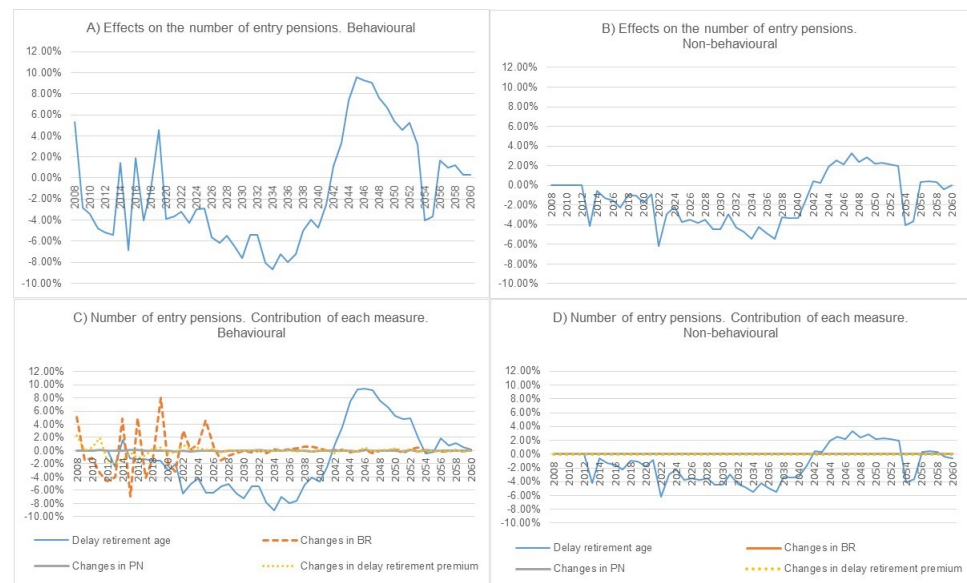 A) Effects on the number of entry pensions. Behavioural
12.00%
10.00%
8.00%
6.00%
4.00%
2.00%
0.00%
-2.00%
-4.00%
-6.00%
-8.00%
-10.00%
2008 2010 2012 2014 2016 2018 2020 2022 2024 2026 2028 2030 2032 2034 2036 2038 2040 2042 2044 2046 2048 2050 2052 2054 2056 2058 2060
B) Effects on the number of entry pensions.
Non-behavioural
12.00%
10.00%
8.00%
6.00%
4.00%
2.00%
0.00%
-2.00%
-4.00%
-6.00%
-8.00%
-10.00%
2008 2010 2012 2014 2016 2018 2020 2022 2024 2026 2028 2030 2032 2034 2036 2038 2040 2042 2044 2046 2048 2050 2052 2054 2056 2058 2060
C) Number of entry pensions. Contribution of each measure.
Behavioural
12.00%
10.00%
8.00%
6.00%
4.00%
2.00%
0.00%
-2.00%
-4.00%
-6.00%
-8.00%
-10.00%
2008 2010 2012 2014 2016 2018 2020 2022 2024 2026 2028 2030 2032 2034 2036 2038 2040 2042 2044 2046 2048 2050 2052 2054 2056 2058 2060
Delay retirement age
Changes in BR
Changes in PN
Changes in delay retirement premium
D) Number of entry pensions. Contribution of each measure.
Non-behavioural
12.00%
10.00%
8.00%
6.00%
4.00%
2.00%
0.00%
-2.00%
-4.00%
-6.00%
-8.00%
-10.00%
2008 2010 2012 2014 2016 2018 2020 2022 2024 2026 2028 2030 2032 2034 2036 2038 2040 2042 2044 2046 2048 2050 2052 2054 2056 2058 2060
Delay retirement age
Changes in BR
Changes in PN
Changes in delay retirement premium